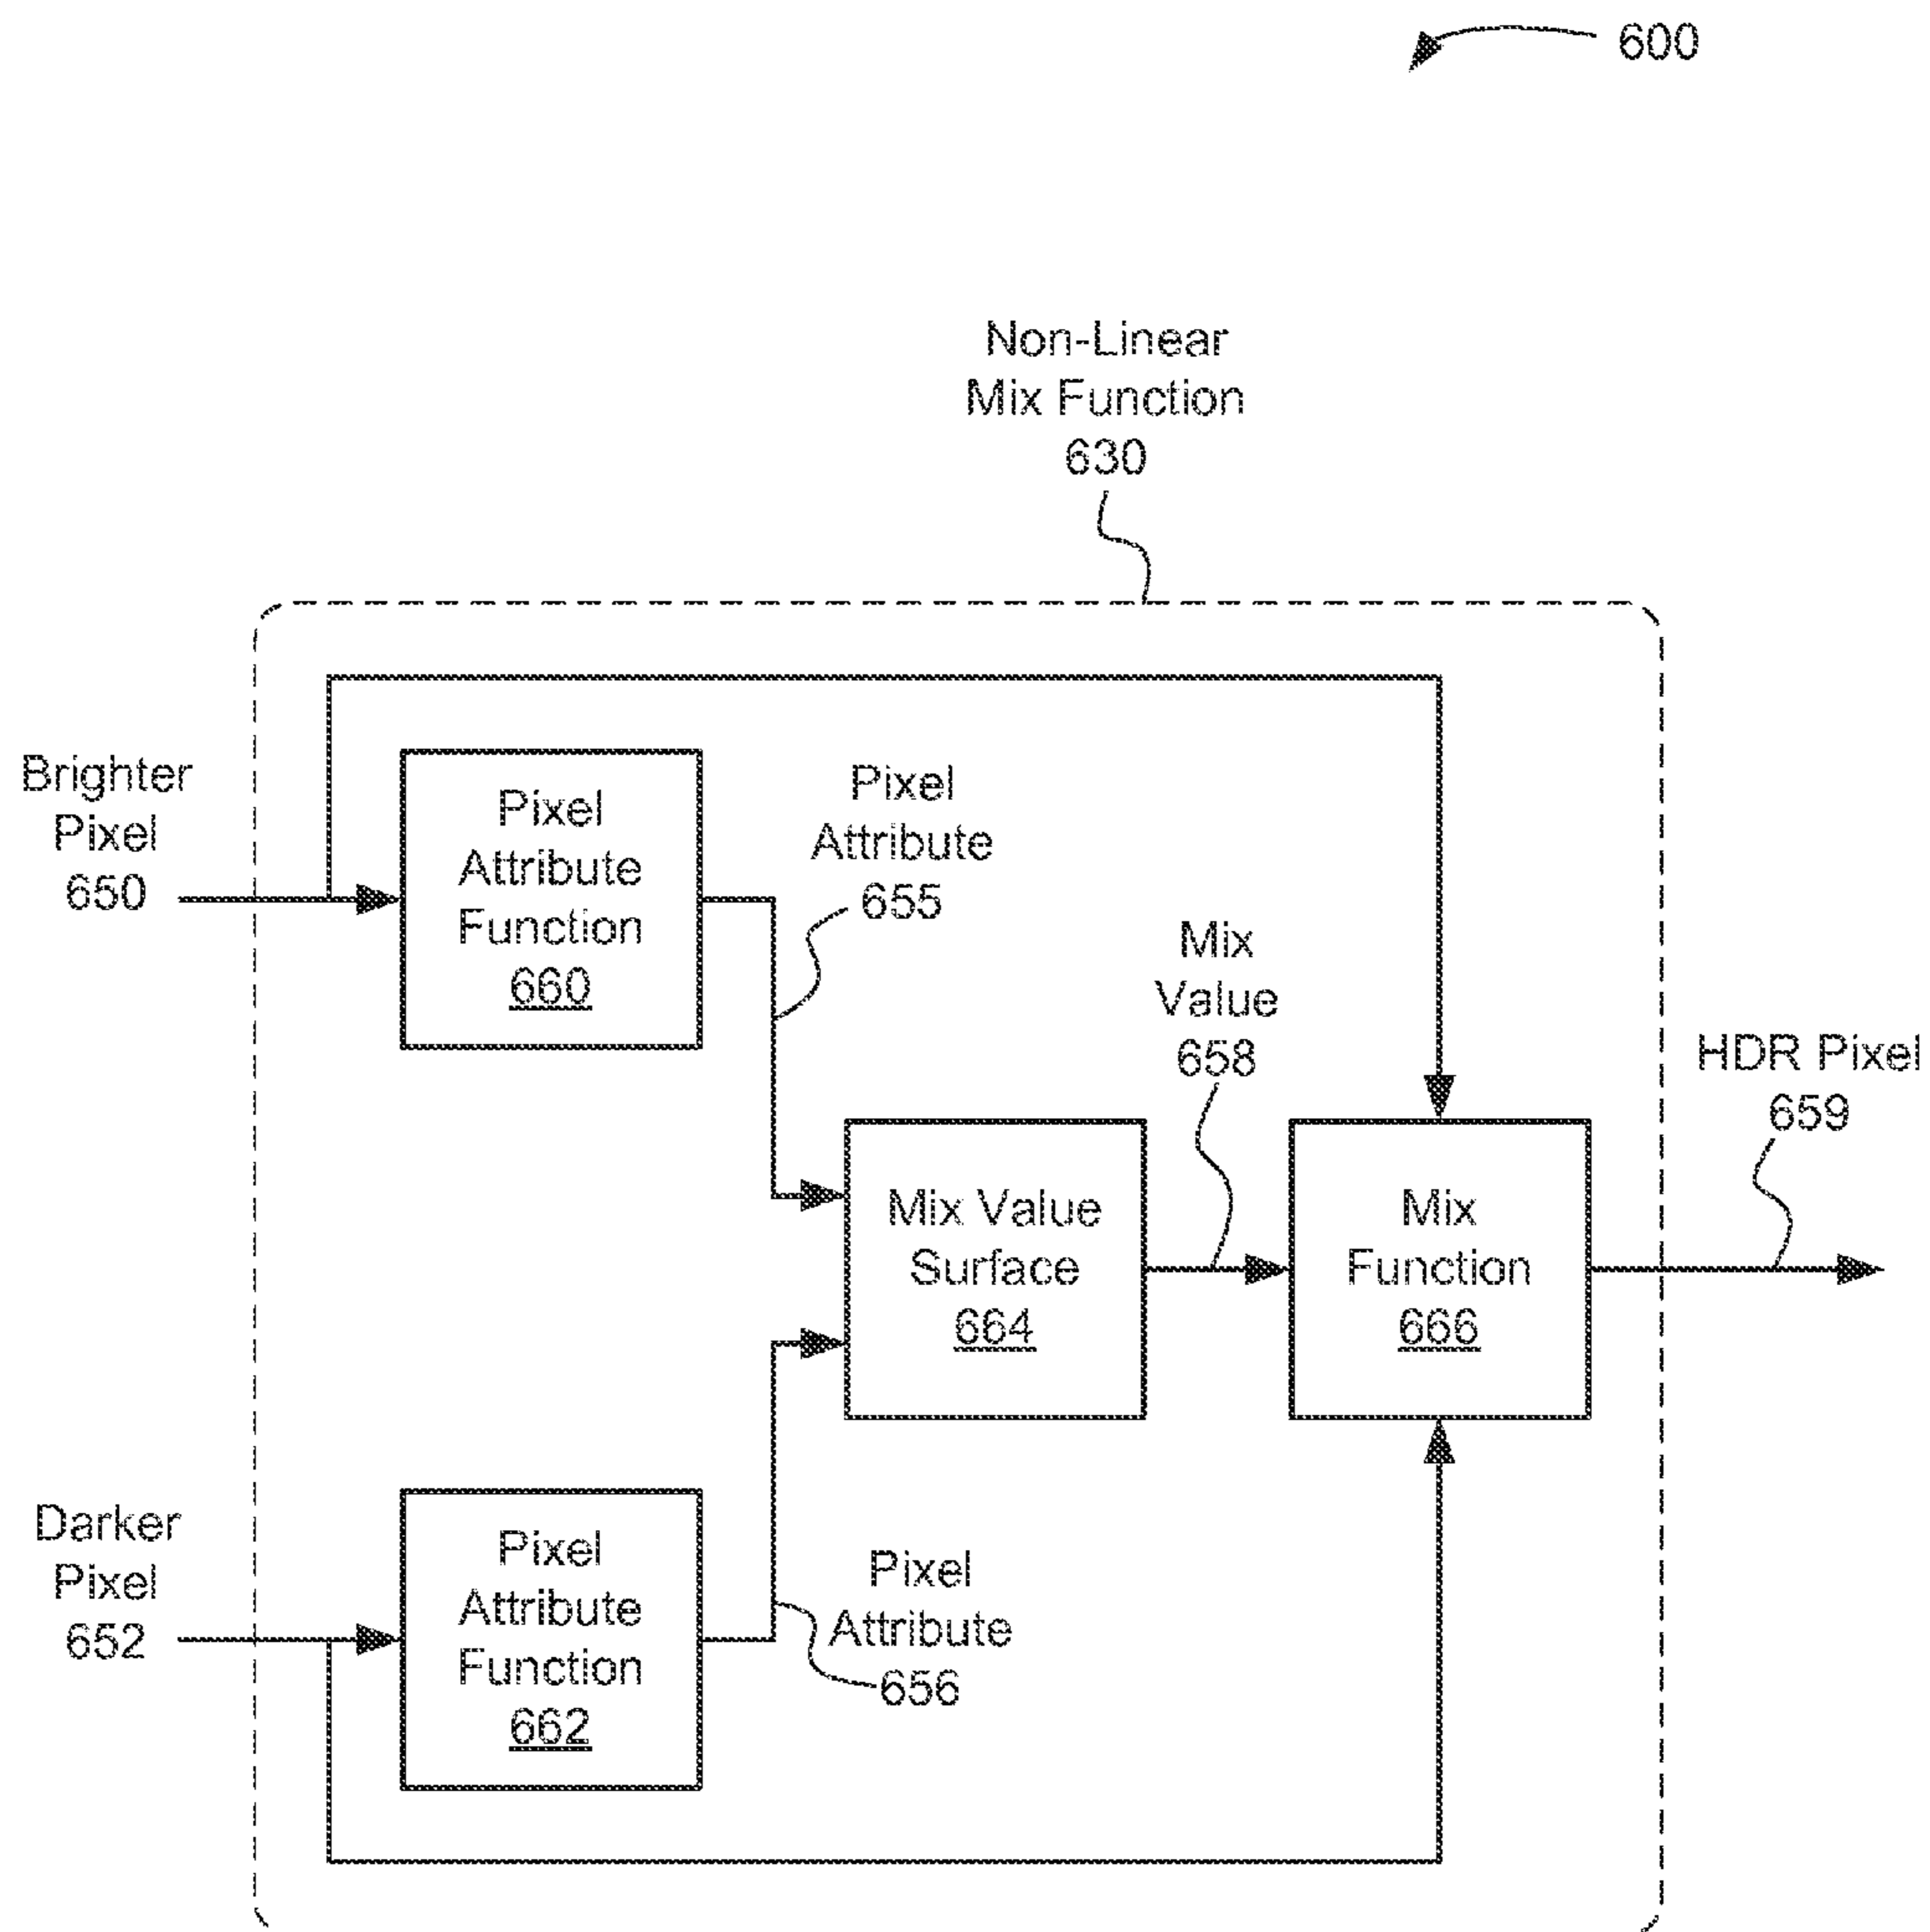 600
Non-Linear
Mix Function
630
Brighter
Pixel
650
Pixel
Attribute
Function
660
Pixel
Attribute
655
Mix
Value
658
HDR Pixel
659
Mix Value
Surface
664
Mix
Function
666
Darker
Pixel
652
Pixel
Attribute
Function
662
Pixel
Attribute
656